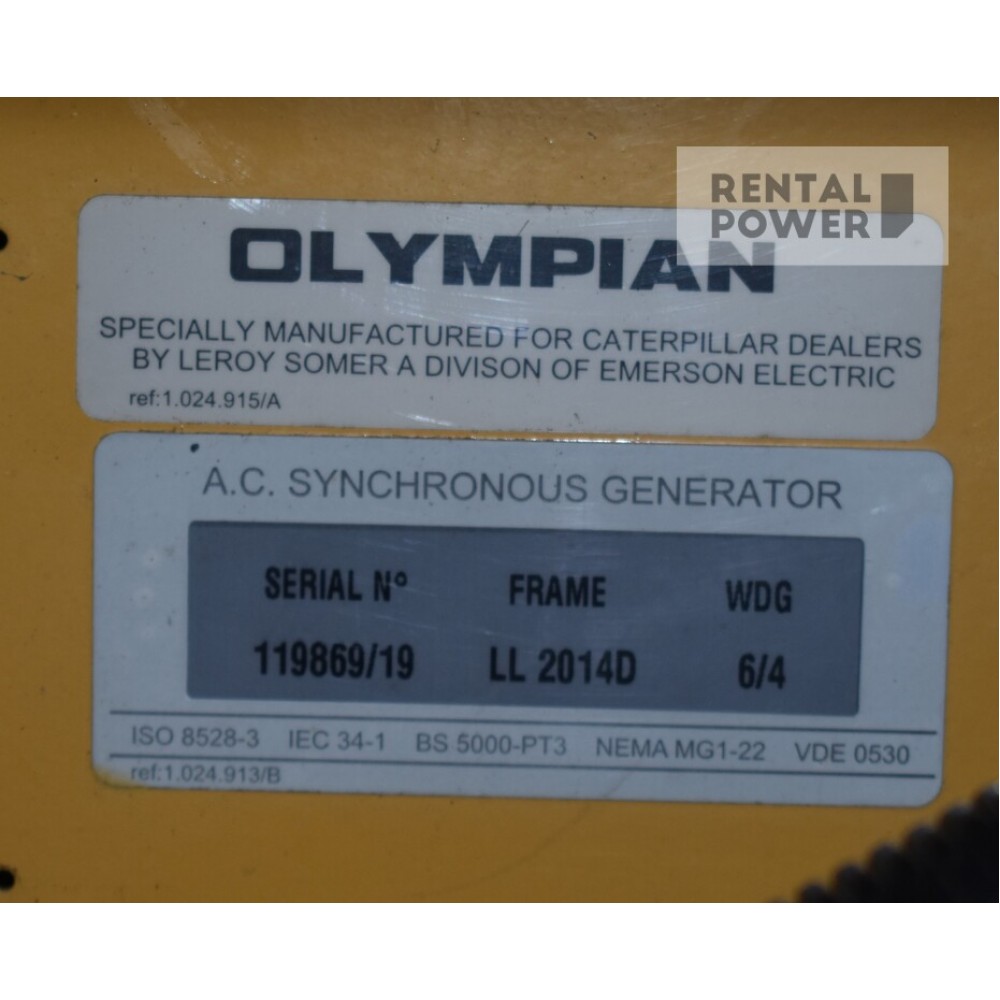 RENTAL
POWER
OLYMPIAN
SPECIALLY MANUFACTURED FOR CATERPILLAR DEALERS
BY LEROY SOMER A DIVISON OF EMERSON ELECTRIC
ref:1.024.915/A
A.C. SYNCHRONOUS GENERATOR
SERIAL Nº FRAME WDG
119869/19 LL 2014D 6/4
ISO 8528-3 IEC 34-1 BS 5000-PT3 NEMA MG1-22 VDE 0530
ref:1.024.913/B